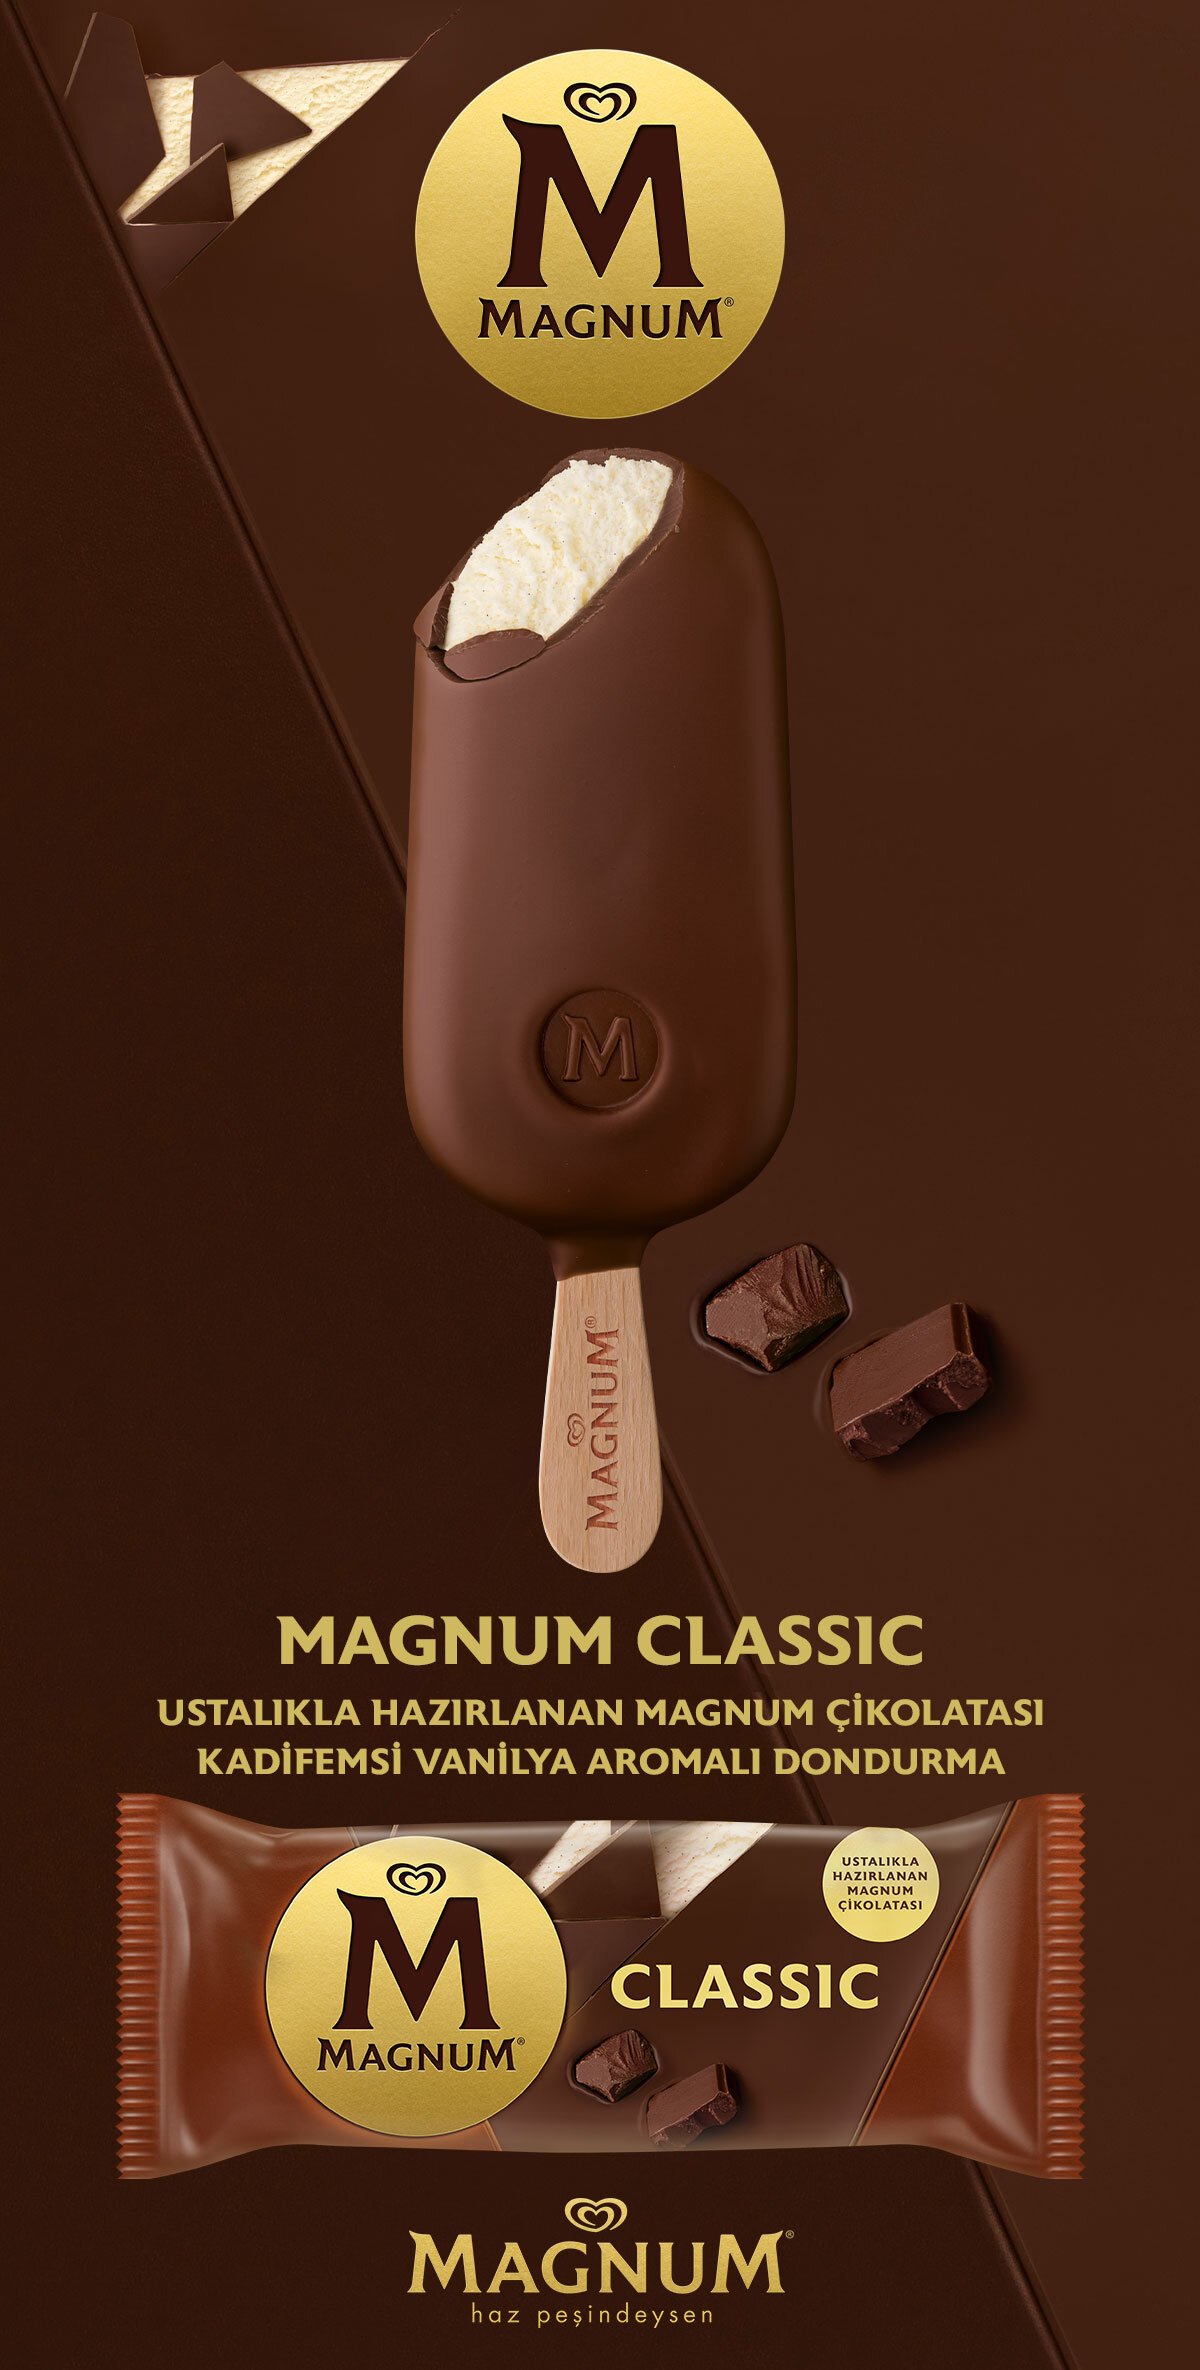 M
MAGNUM®
M
MAGNUM®
MAGNUM CLASSIC
USTALIKLA HAZIRLANAN MAGNUM ÇİKOLATASI
KADİFEMSİ VANİLYA AROMALI DONDURMA
USTALIKLA
HAZIRLANAN
MAGNUM
ÇİKOLATASI
M
MAGNUM®
CLASSIC
MAGNUM®
haz peşindeysen